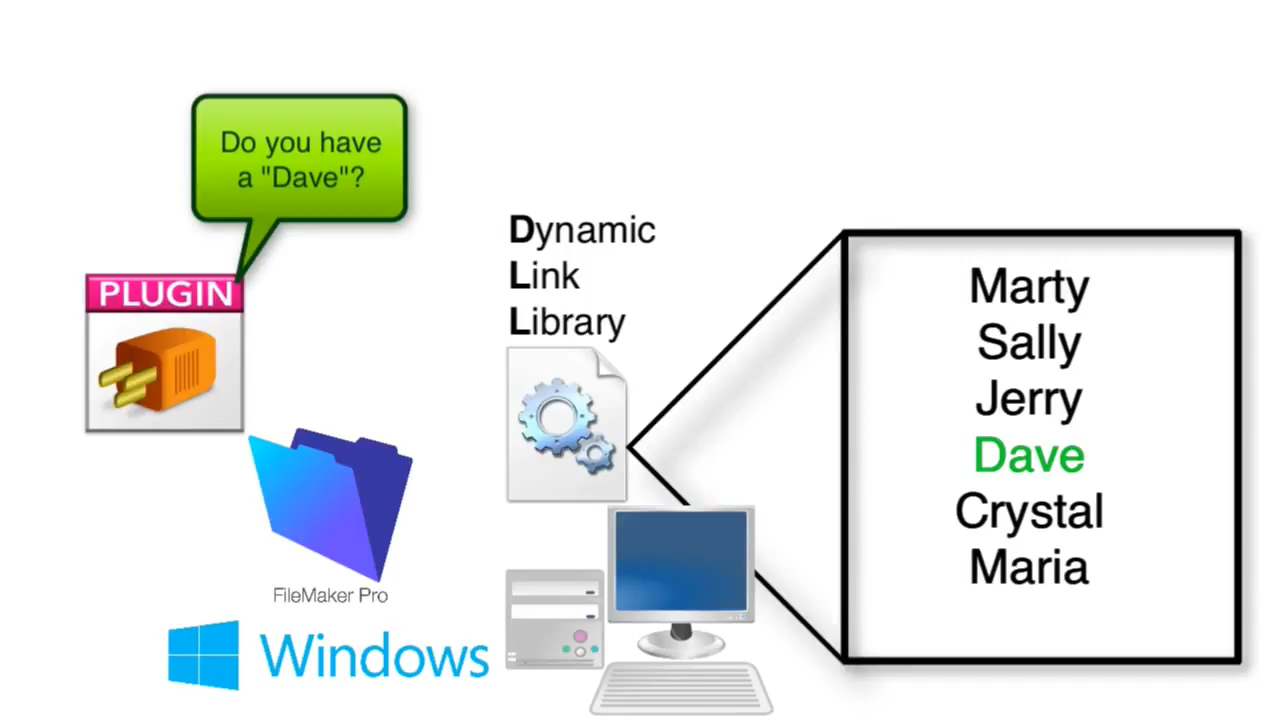 Do you have
a "Dave"?
PLUGIN
FileMaker Pro
Windows
Dynamic
Link
Library
Marty
Sally
Jerry
Dave
Crystal
Maria